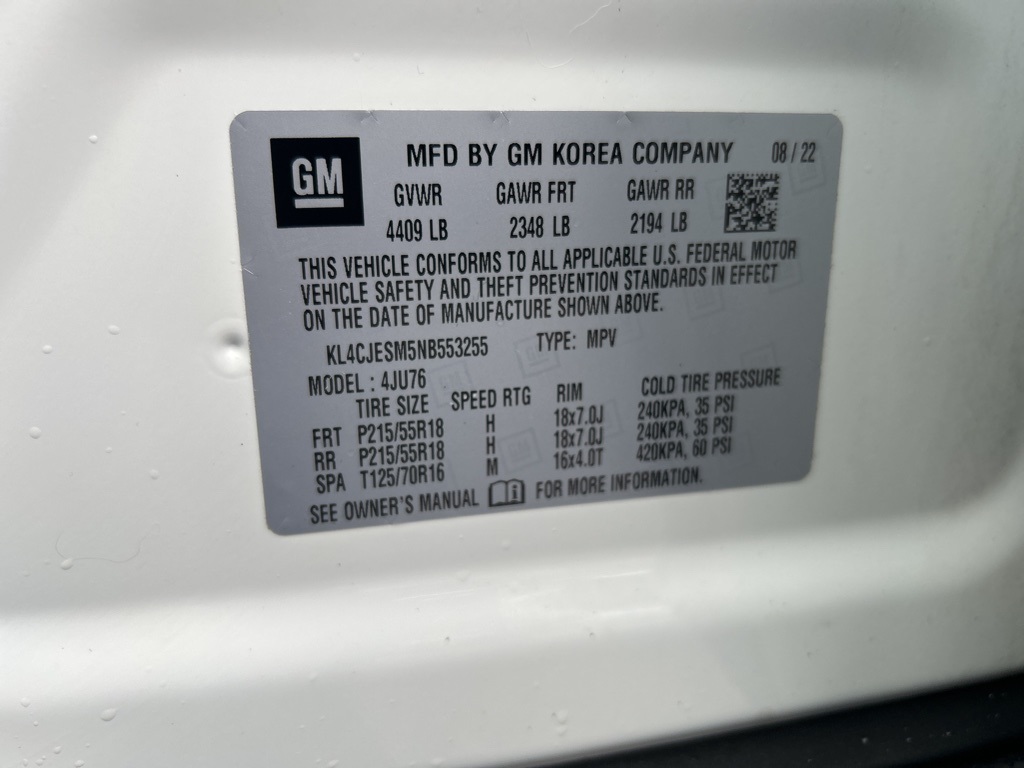 GM
MFD BY GM KOREA COMPANY 08 / 22
GVWR GAWR FRT GAWR RR
4409 LB 2348 LB 2194 LB
THIS VEHICLE CONFORMS TO ALL APPLICABLE U.S. FEDERAL MOTOR
VEHICLE SAFETY AND THEFT PREVENTION STANDARDS IN EFFECT
ON THE DATE OF MANUFACTURE SHOWN ABOVE.
KL4CJESM5NB553255 TYPE: MPV
MODEL : 4JU76
TIRE SIZE SPEED RTG RIM COLD TIRE PRESSURE
FRT P215/55R18 H 18x7.0J 240KPA, 35 PSI
RR P215/55R18 H 18x7.0J 240KPA, 35 PSI
SPA T125/70R16 M 16x4.0T 420KPA, 60 PSI
SEE OWNER'S MANUAL FOR MORE INFORMATION.